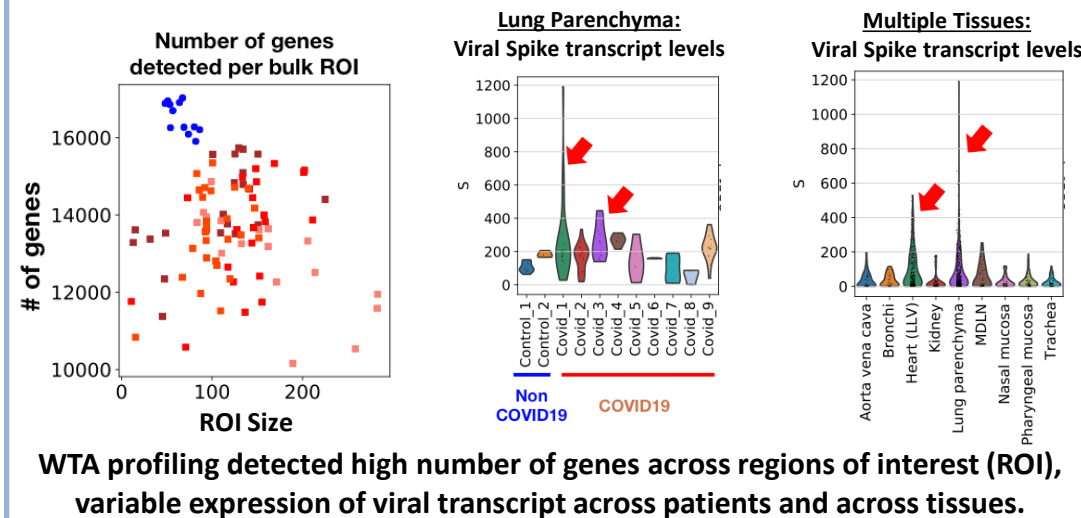 Number of genes
detected per bulk ROI
# of genes
16000
14000
12000
10000
0
100
200
ROI Size
Lung Parenchyma:
Viral Spike transcript levels
1200
1000
800
600
400
200
0
S
Control_1
Control_2
Covid_1
Covid_2
Covid_3
Covid_4
Covid_5
Covid_6
Covid_7
Covid_8
Covid_9
Non
COVID19
COVID19
Multiple Tissues:
Viral Spike transcript levels
1200
1000
800
600
400
200
0
S
Aorta vena cava
Bronchi
Heart (LLV)
Kidney
Lung parenchyma
MDLN
Nasal mucosa
Pharyngeal mucosa
Trachea
WTA profiling detected high number of genes across regions of interest (ROI),
variable expression of viral transcript across patients and across tissues.